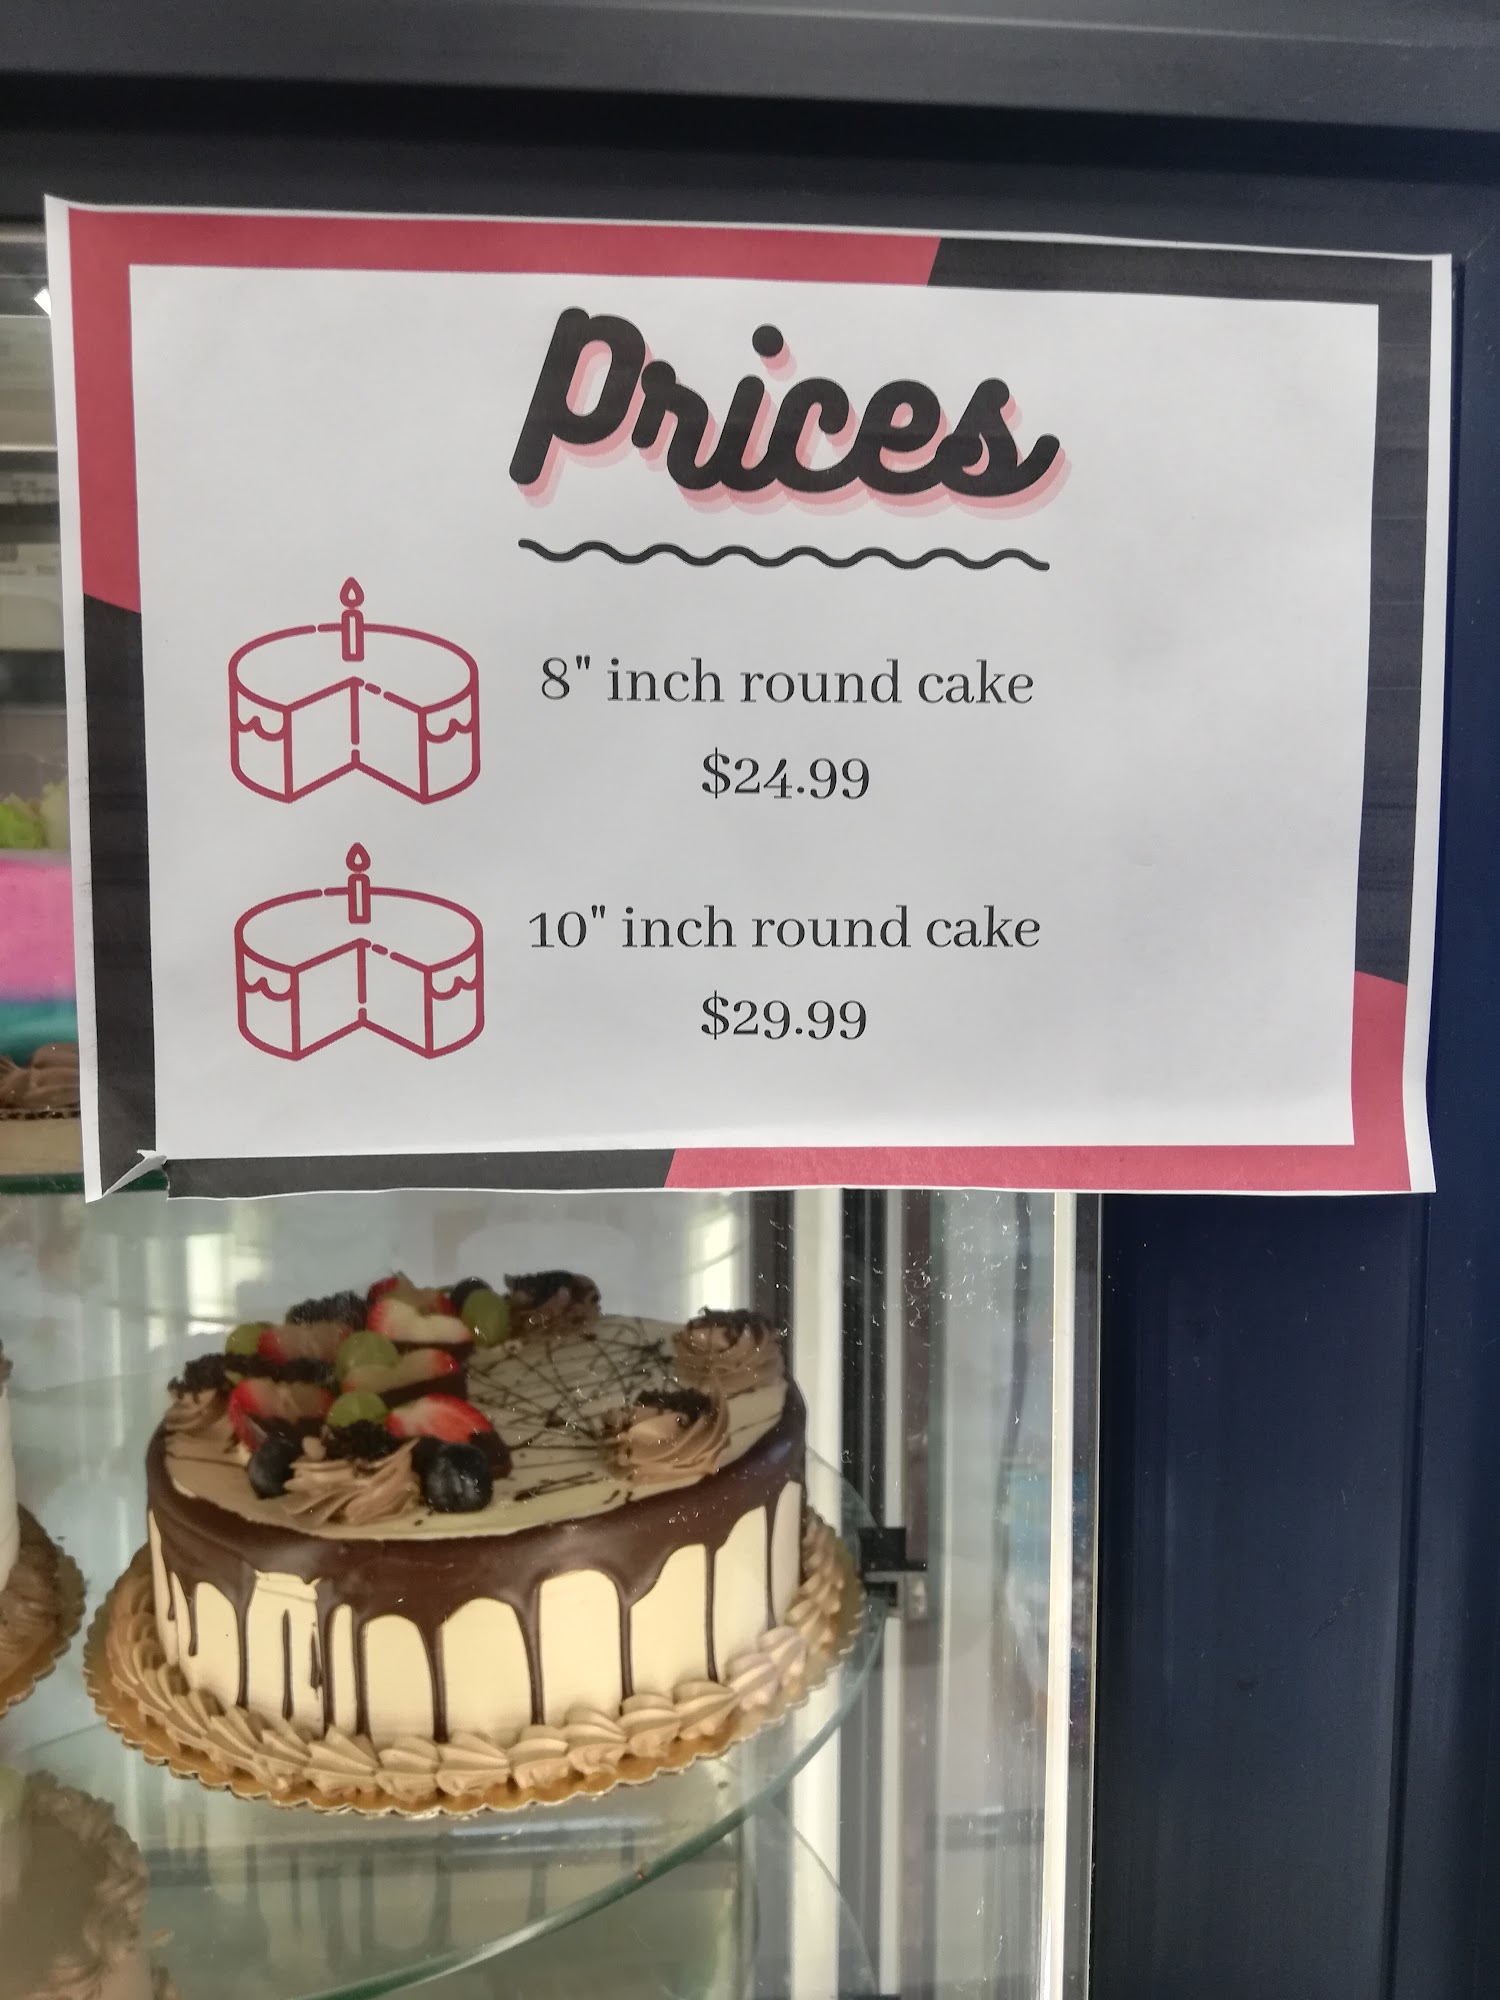 Prices
8" inch round cake
$24.99
10" inch round cake
$29.99